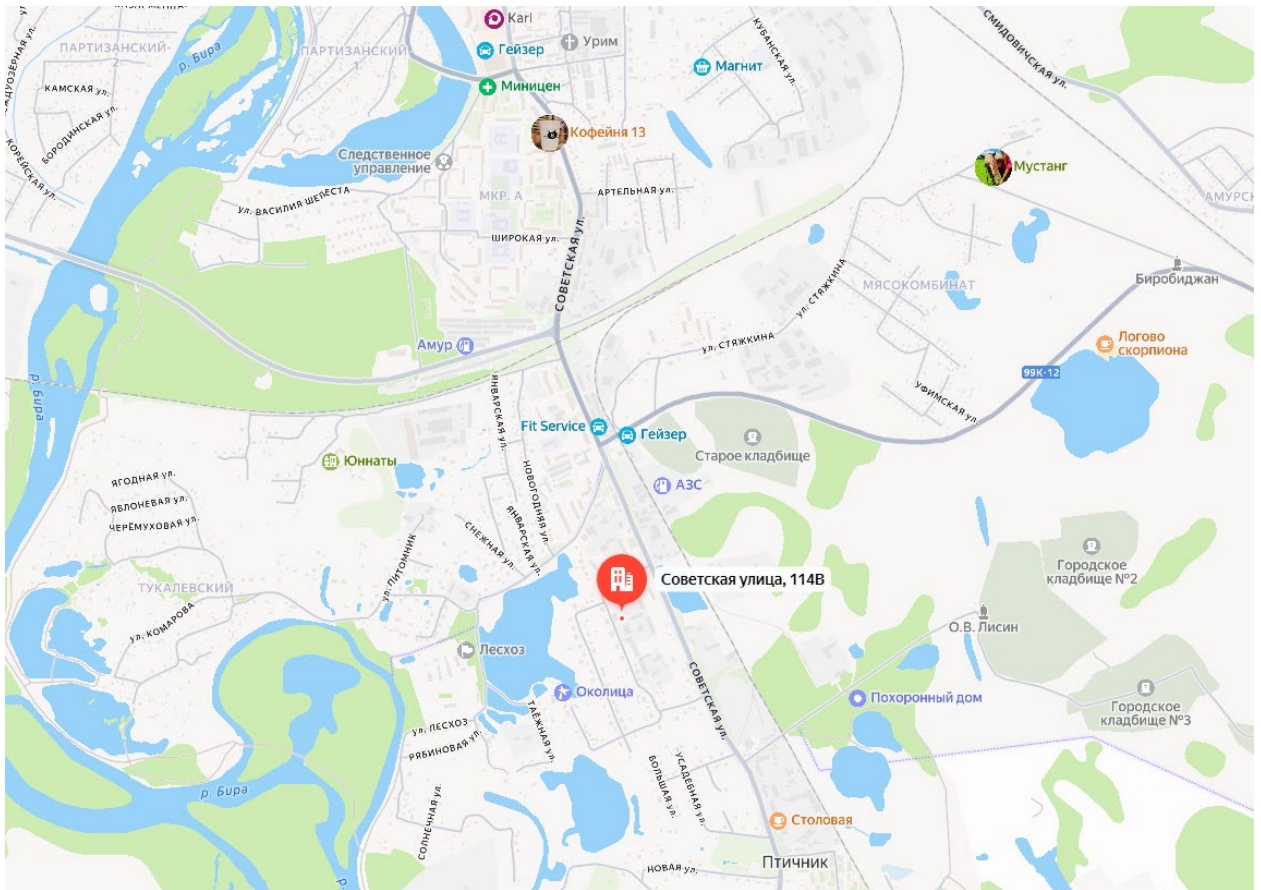 Karl
Гейзер
Урим
Магнит
КУБАНСКАЯ ул.
СМИДОВИЧСКАЯ ул.
ПАРТИЗАНСКИЙ-
2
р. Бира
ПАРТИЗАНСКИЙ
1
Миницен
КАМСКАЯ ул.
БОРОДИНСКАЯ ул.
КОРЕЙСКАЯ ул.
Кофейня 13
Следственное
управление
Мустанг
МКР. А
АРТЕЛЬНАЯ ул.
ул. ВАСИЛИЯ ШЕЛЕСТА
АМУРСК
ШИРОКАЯ ул.
СОВЕТСКАЯ ул.
МЯСОКОМБИНАТ
Биробиджан
ул. СТЯЖКИНА
ул. СТЯЖКИНА
Амур
Логово
скорпиона
99К-12
р. Бира
ЯНВАРСКАЯ ул.
УФИМСКАЯ ул.
Fit Service
Гейзер
Старое кладбище
Юннаты
НОВОГОДНЯЯ ул.
ЯГОДНАЯ ул.
АЗС
ЯБЛОНЕВАЯ ул.
ЧЕРЁМУХОВАЯ ул.
СНЕЖНАЯ ул.
ЯНВАРСКАЯ ул.
ул. ПИТОМНИК
Городское
кладбище №2
Советская улица, 114В
ТУКАЛЕВСКИЙ
ул. КОМАРОВА
О.В. Лисин
Лесхоз
СОВЕТСКАЯ ул.
Околица
Похоронный дом
Городское
кладбище №3
ТАЁЖНАЯ ул.
ул. ЛЕСХОЗ
РЯБИНОВАЯ ул.
БОЛЬШАЯ ул.
УСАДЕБНАЯ ул.
р. Бира
СОЛНЕЧНАЯ ул.
Столовая
Птичник
НОВАЯ ул.